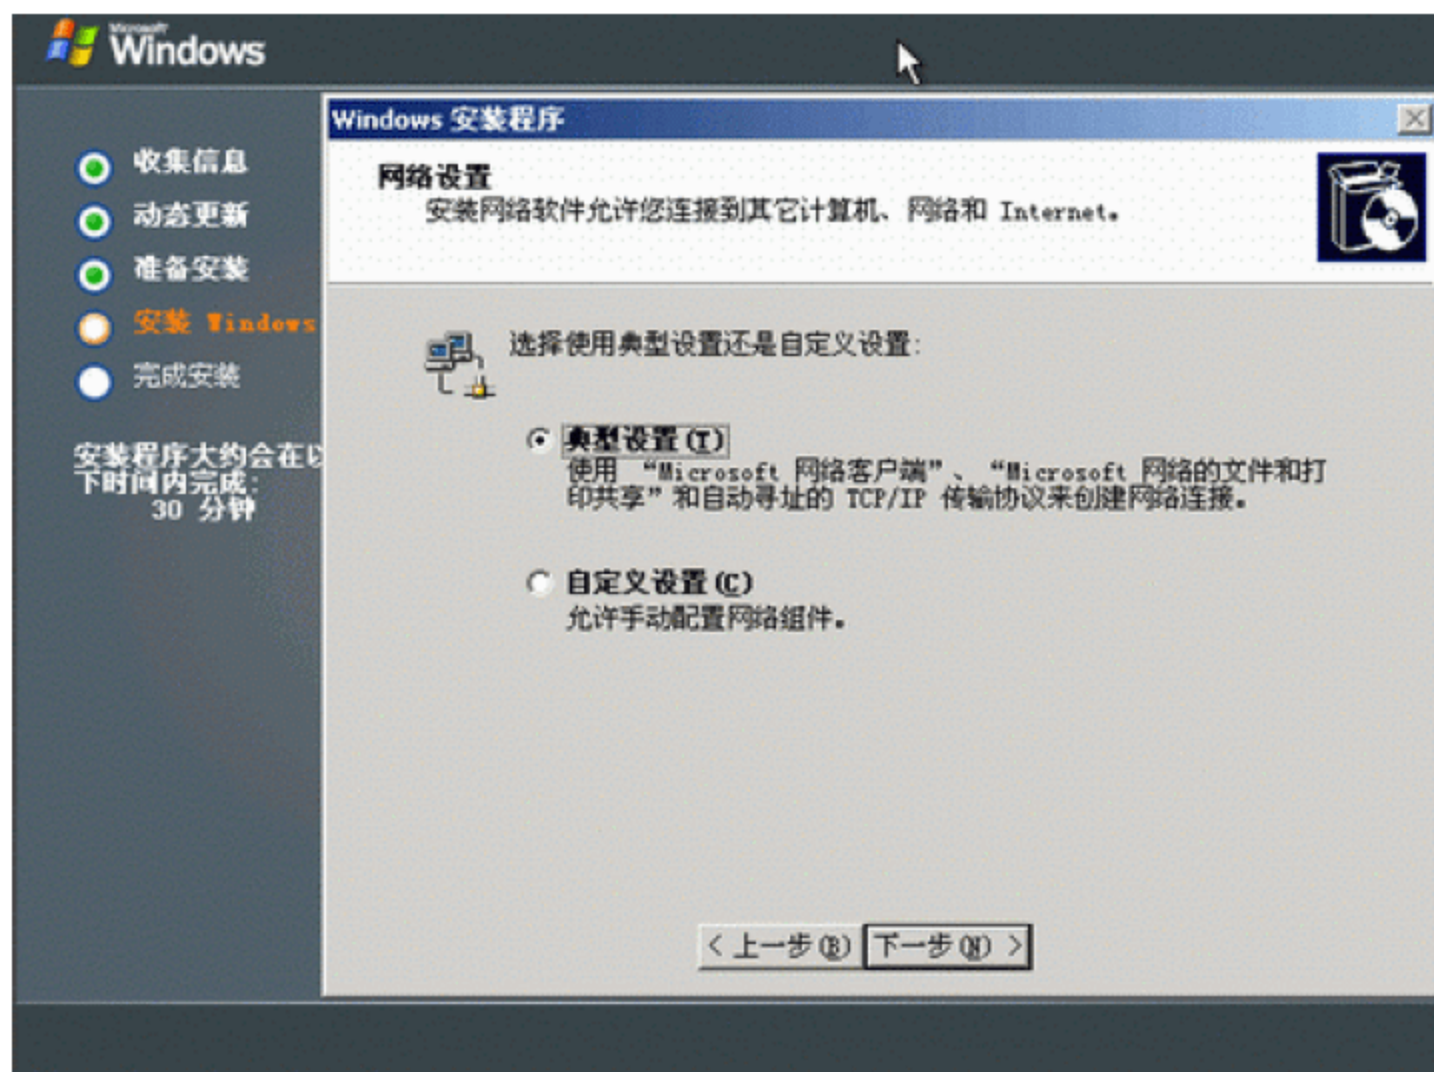 Microsoft
Windows
Windows 安装程序
收集信息
动态更新
准备安装
安装 Windows
完成安装
安装程序大约会在以
下时间内完成:
30 分钟
网络设置
安装网络软件允许您连接到其它计算机、网络和 Internet。
选择使用典型设置还是自定义设置:
典型设置(T)
使用 “Microsoft 网络客户端”、“Microsoft 网络的文件和打
印共享”和自动寻址的 TCP/IP 传输协议来创建网络连接。
自定义设置(C)
允许手动配置网络组件。
< 上一步(B)
下一步(N) >